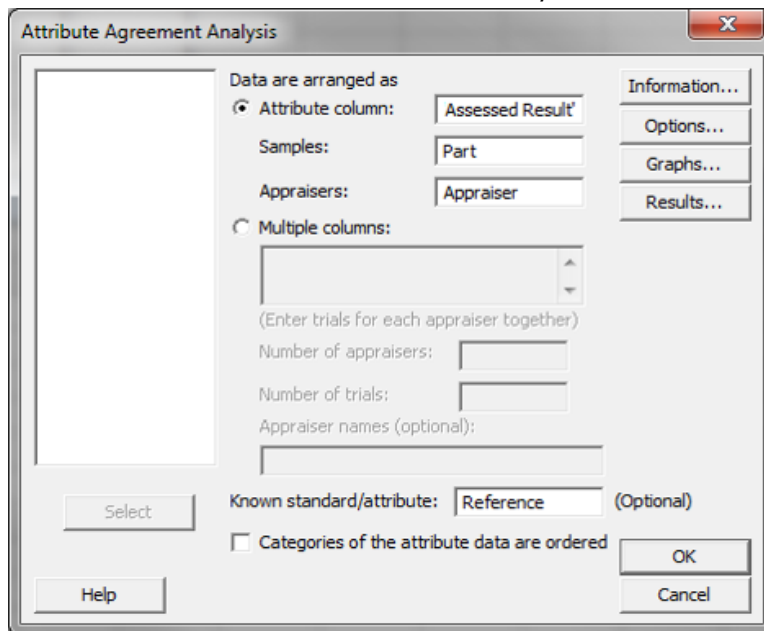 Attribute Agreement Analysis
X
Data are arranged as
Information...
Attribute column: Assessed Result'
Options...
Samples: Part
Graphs...
Appraisers: Appraiser
Results...
Multiple columns:
(Enter trials for each appraiser together)
Number of appraisers:
Number of trials:
Appraiser names (optional):
Select
Known standard/attribute: Reference (Optional)
Categories of the attribute data are ordered
OK
Help
Cancel